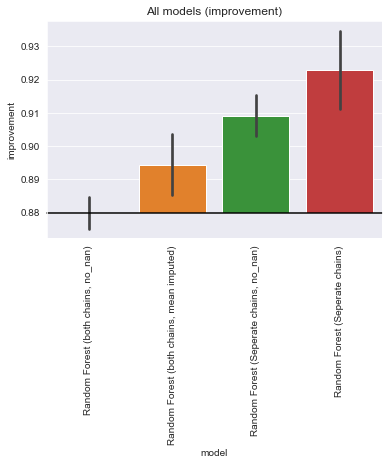 All models (improvement)
improvement
0.93
0.92
0.91
0.90
0.89
0.88
Random Forest (both chains, no_nan)
Random Forest (both chains, mean imputed)
Random Forest (Seperate chains, no_nan)
Random Forest (Seperate chains)
model